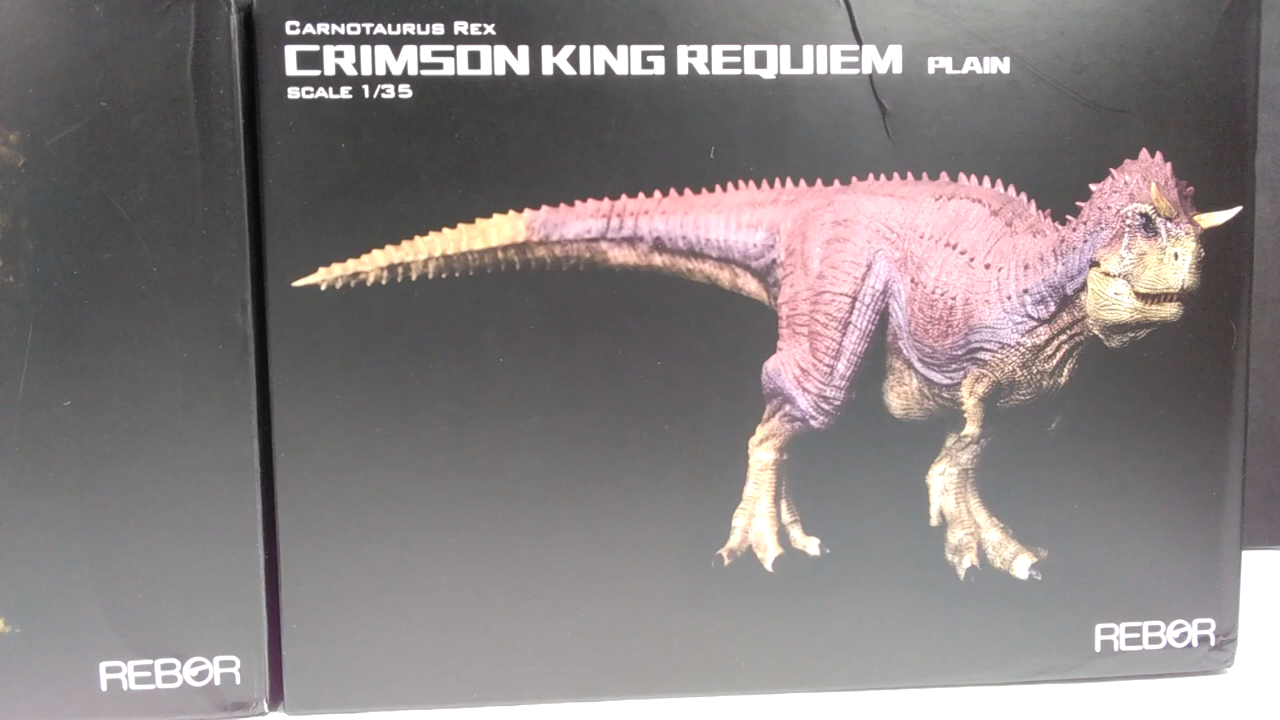 Carnotaurus Rex
CRIMSON KING REQUIEM PLAIN
SCALE 1/35
REBOR
REBOR